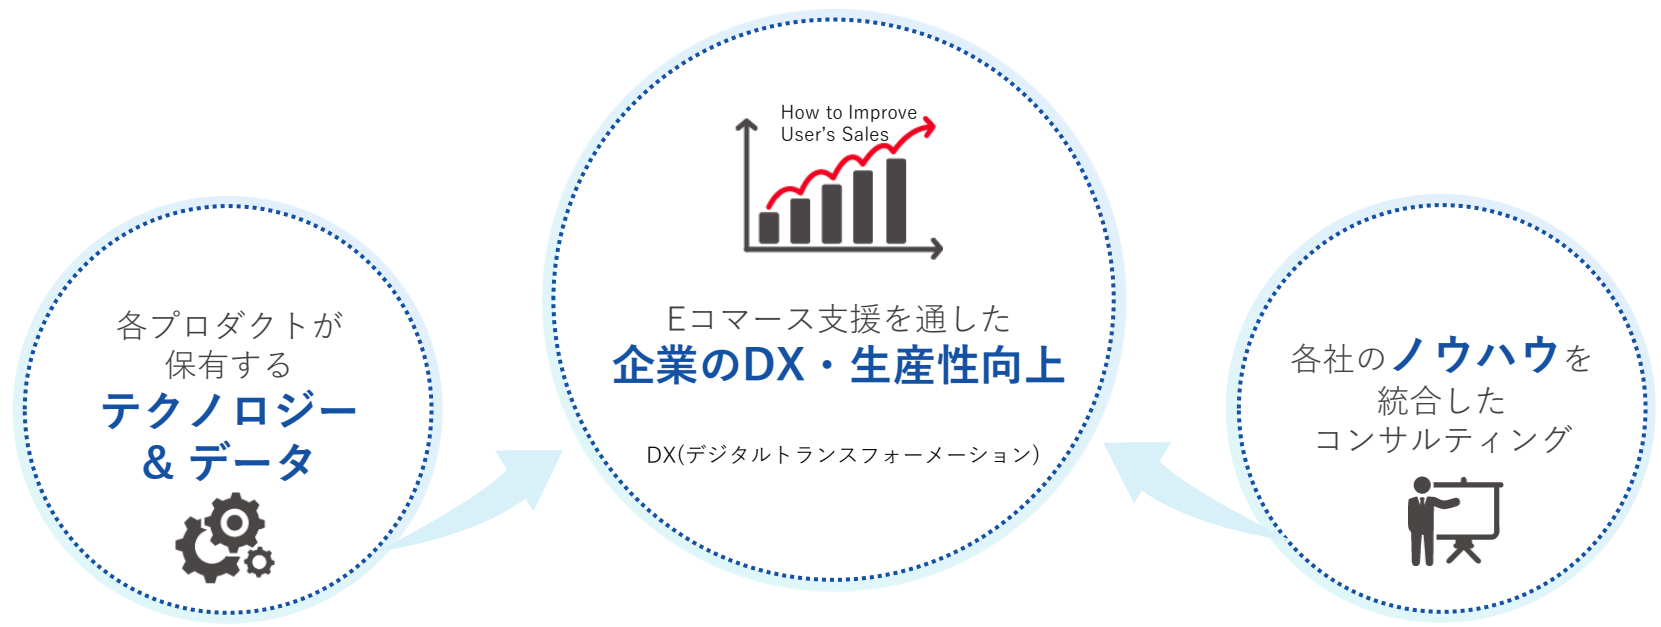 How to Improve
User's Sales
Eコマース支援を通した
企業のDX・生産性向上
DX(デジタルトランスフォーメーション)
各プロダクトが
保有する
テクノロジー
& データ
各社のノウハウを
統合した
コンサルティング